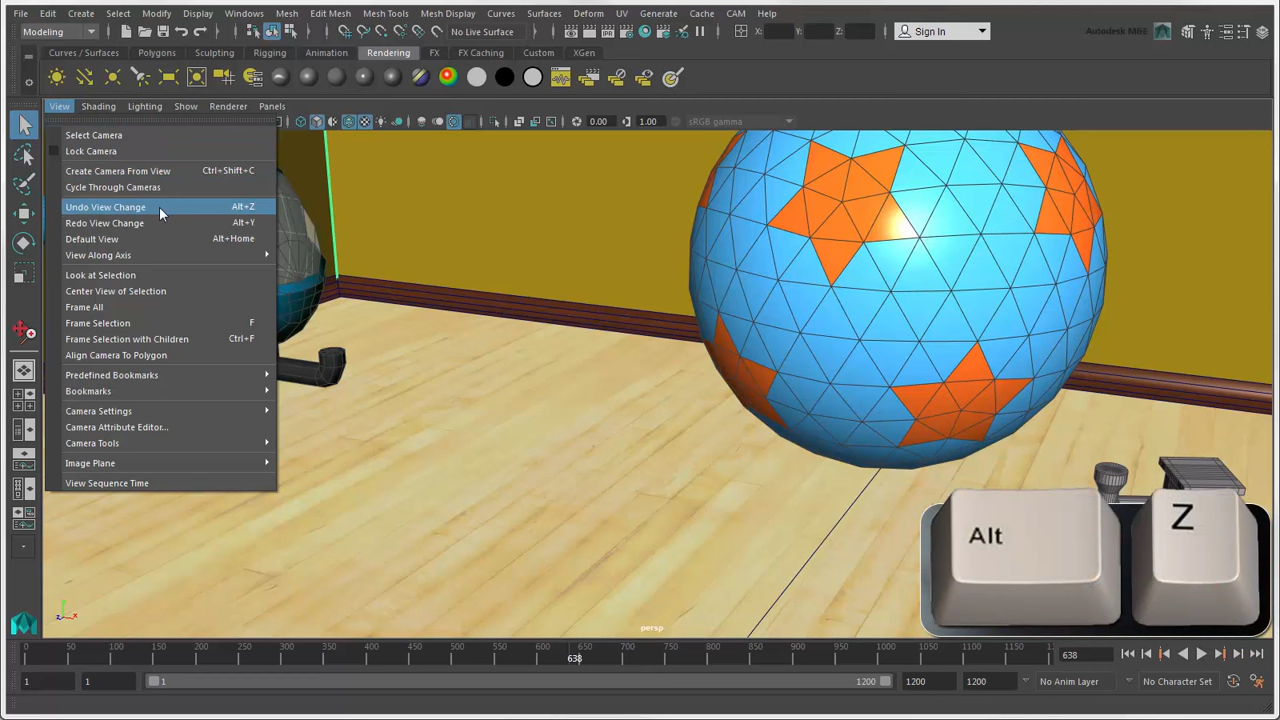 File Edit Create Select Modify Display Windows Mesh Edit Mesh Mesh Tools Mesh Display Curves Surfaces Deform UV Generate Cache CAM Help
Modeling No Live Surface X: Y: Z: Sign In Autodesk M&E
Curves / Surfaces Polygons Sculpting Rigging Animation Rendering FX FX Caching Custom XGen
View Shading Lighting Show Renderer Panels
0.00 1.00 sRGB gamma
Select Camera
Lock Camera
Create Camera From View Ctrl+Shift+C
Cycle Through Cameras
Undo View Change Alt+Z
Redo View Change Alt+Y
Default View Alt+Home
View Along Axis
Look at Selection
Center View of Selection
Frame All
Frame Selection F
Frame Selection with Children Ctrl+F
Align Camera To Polygon
Predefined Bookmarks
Bookmarks
Camera Settings
Camera Attribute Editor...
Camera Tools
Image Plane
View Sequence Time
Alt Z
z x
persp
0 50 100 150 200 250 300 350 400 450 500 550 600 650 700 750 800 850 900 950 1000 1050 1100 1
638 638
1 1 1 1200 1200 1200 No Anim Layer No Character Set